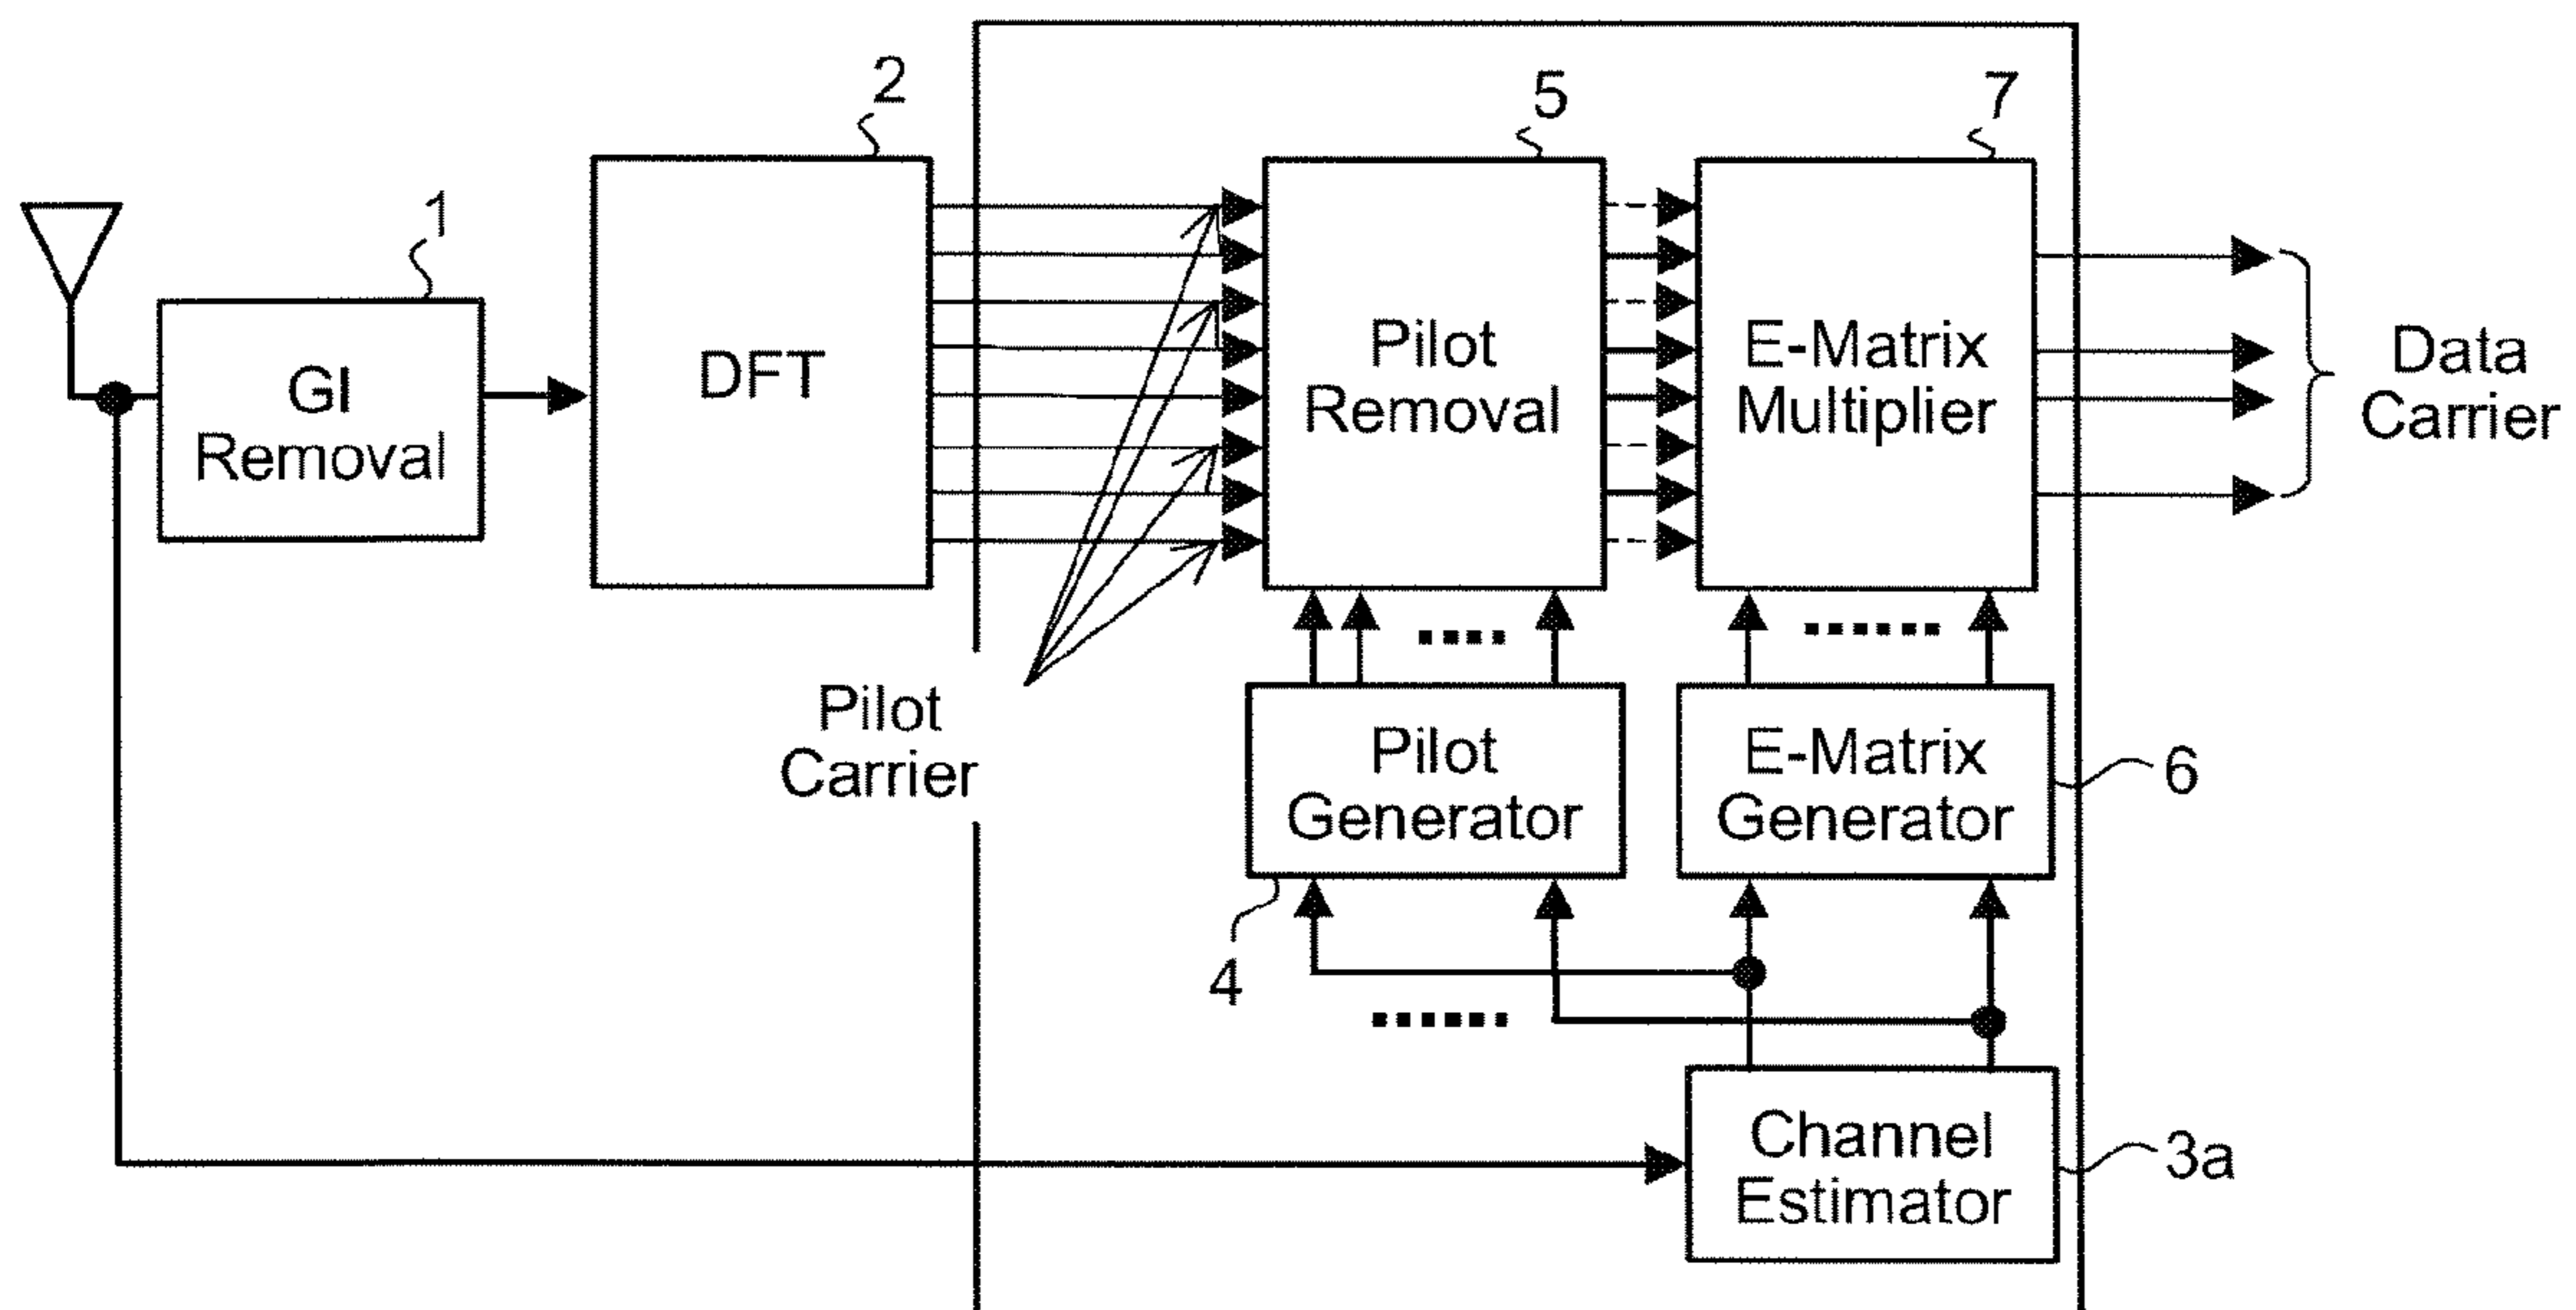 1
GI
Removal
2
DFT
Pilot
Carrier
5
Pilot
Removal
7
E-Matrix
Multiplier
Data
Carrier
Pilot
Generator
4
E-Matrix
Generator
6
Channel
Estimator
3a